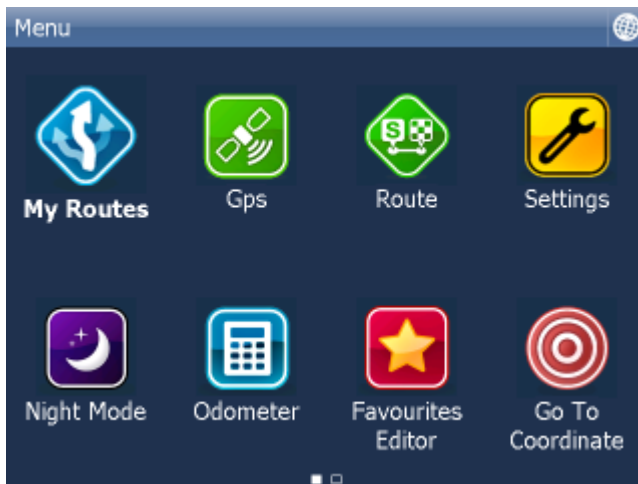 Menu
My Routes
Gps
S
Route
Settings
Night Mode
Odometer
Favourites
Editor
Go To
Coordinate